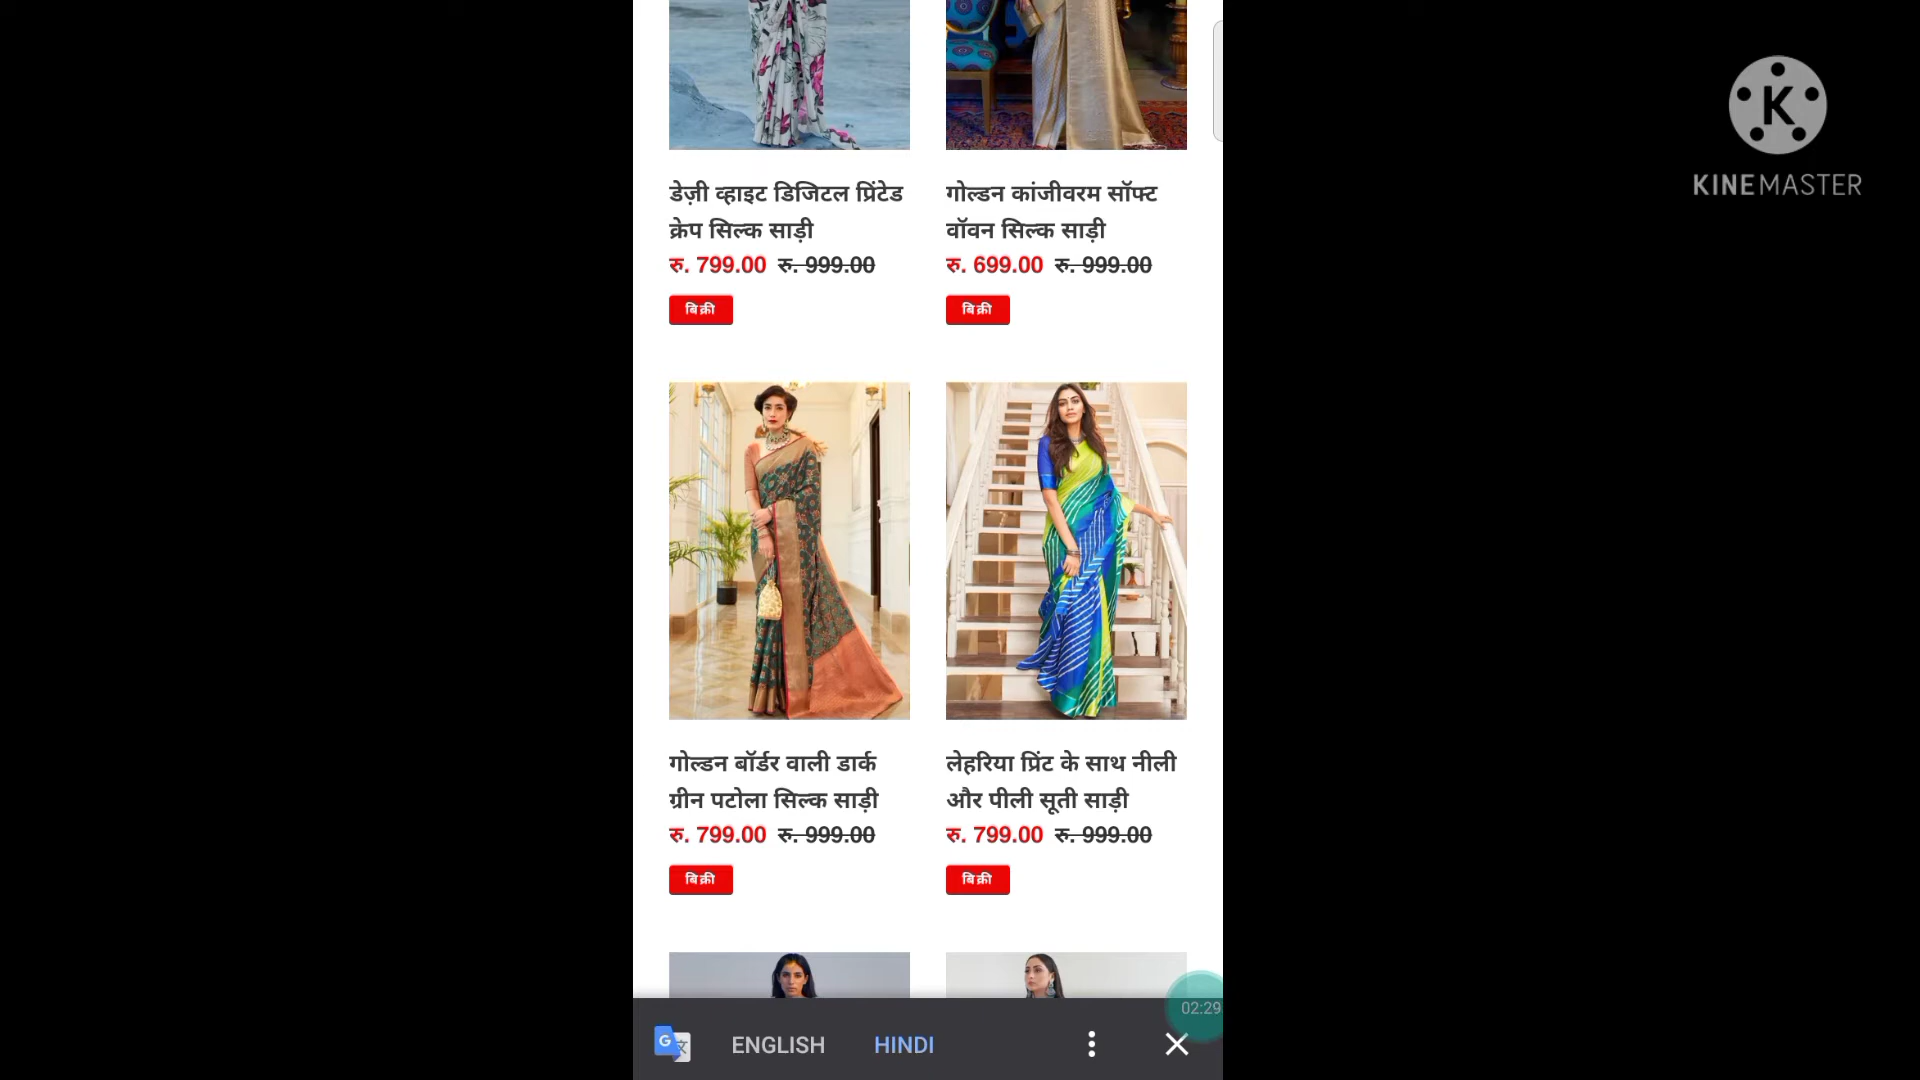 K
KINEMASTER
डेज़ी व्हाइट डिजिटल प्रिंटेड
क्रेप सिल्क साड़ी
रु. 799.00 रु. 999.00
बिक्री
गोल्डन कांजीवरम सॉफ्ट
वॉवन सिल्क साड़ी
रु. 699.00 रु. 999.00
बिक्री
गोल्डन बॉर्डर वाली डार्क
ग्रीन पटोला सिल्क साड़ी
रु. 799.00 रु. 999.00
बिक्री
लेहरिया प्रिंट के साथ नीली
और पीली सूती साड़ी
रु. 799.00 रु. 999.00
बिक्री
02:29
G 文
ENGLISH HINDI